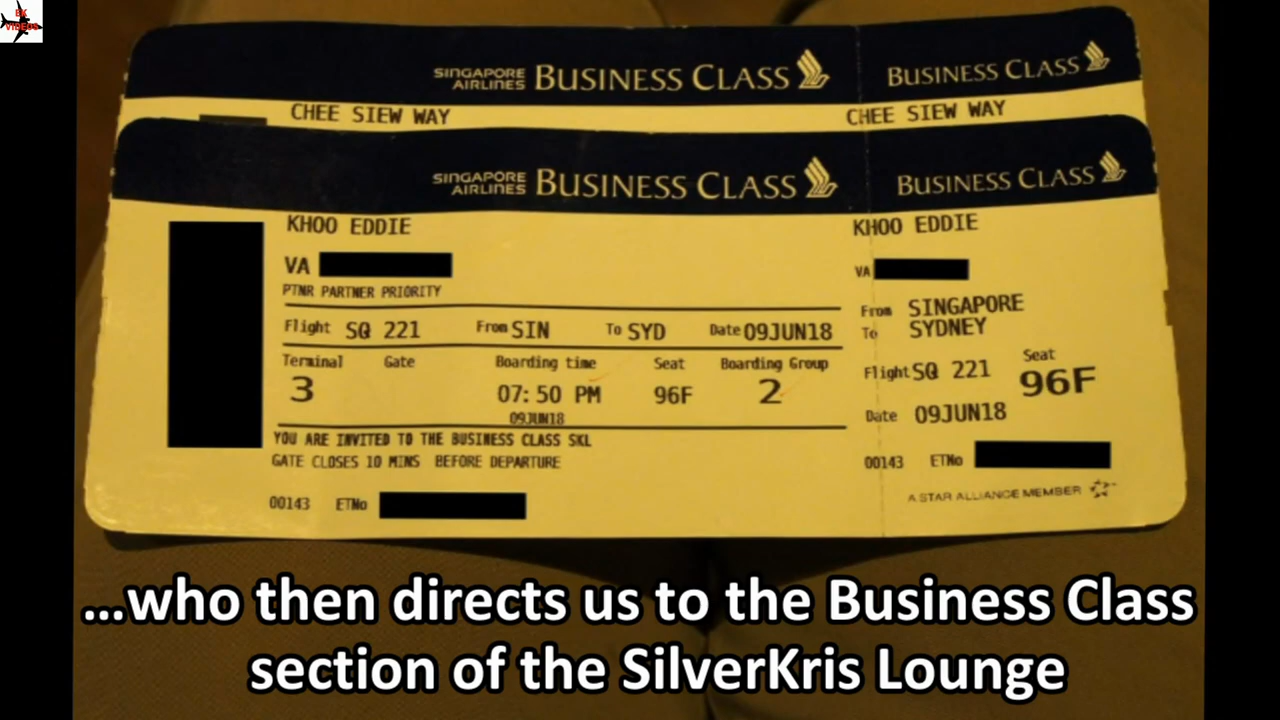 EK
VIDEOS
SINGAPORE AIRLINES BUSINESS CLASS
BUSINESS CLASS
CHEE SIEW WAY
CHEE SIEW WAY
SINGAPORE AIRLINES BUSINESS CLASS
BUSINESS CLASS
KHOO EDDIE
VA
PTNR PARTNER PRIORITY
Flight SQ 221 From SIN To SYD Date 09JUN18
Terminal Gate Boarding time Seat Boarding Group
3 07:50 PM 96F 2
09JUN18
YOU ARE INVITED TO THE BUSINESS CLASS SKL
GATE CLOSES 10 MINS BEFORE DEPARTURE
00143 ETNo
KHOO EDDIE
VA
From SINGAPORE
To SYDNEY
Flight SQ 221 Seat 96F
Date 09JUN18
00143 ETNo
A STAR ALLIANCE MEMBER
...who then directs us to the Business Class
section of the SilverKris Lounge